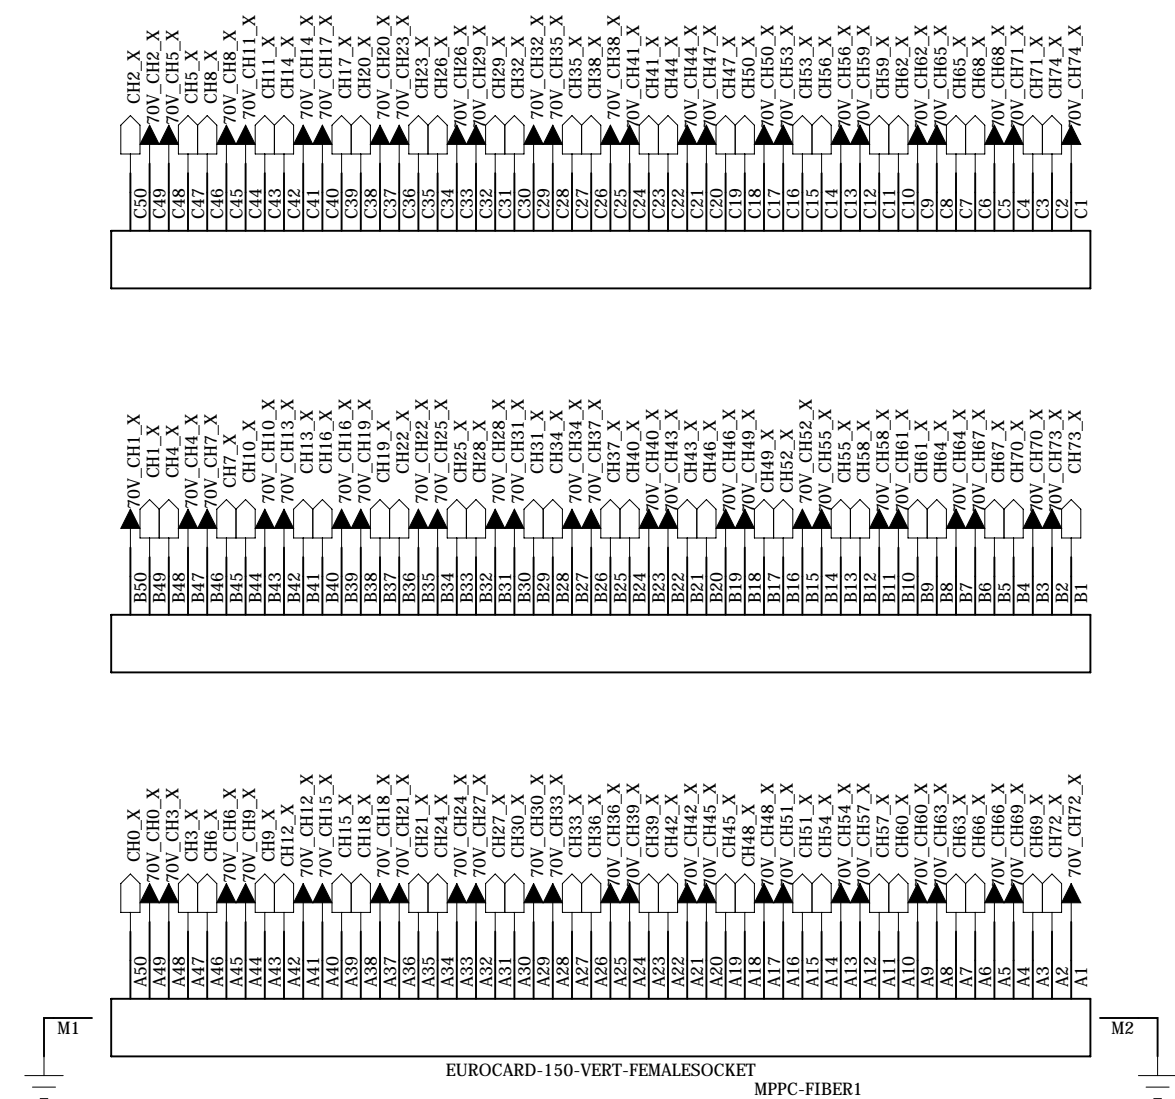 CH2_X
70V_CH2_X
70V_CH5_X
CH5_X
CH8_X
70V_CH8_X
70V_CH11_X
CH11_X
CH14_X
70V_CH14_X
70V_CH17_X
CH17_X
CH20_X
70V_CH20_X
70V_CH23_X
CH23_X
CH26_X
70V_CH26_X
70V_CH29_X
CH29_X
CH32_X
70V_CH32_X
70V_CH35_X
CH35_X
CH38_X
70V_CH38_X
70V_CH41_X
CH41_X
CH44_X
70V_CH44_X
70V_CH47_X
CH47_X
CH50_X
70V_CH50_X
70V_CH53_X
CH53_X
CH56_X
70V_CH56_X
70V_CH59_X
CH59_X
CH62_X
70V_CH62_X
70V_CH65_X
CH65_X
CH68_X
70V_CH68_X
70V_CH71_X
CH71_X
CH74_X
70V_CH74_X
C50
C49
C48
C47
C46
C45
C44
C43
C42
C41
C40
C39
C38
C37
C36
C35
C34
C33
C32
C31
C30
C29
C28
C27
C26
C25
C24
C23
C22
C21
C20
C19
C18
C17
C16
C15
C14
C13
C12
C11
C10
C9
C8
C7
C6
C5
C4
C3
C2
C1
70V_CH1_X
CH1_X
CH4_X
70V_CH4_X
70V_CH7_X
CH7_X
CH10_X
70V_CH10_X
70V_CH13_X
CH13_X
CH16_X
70V_CH16_X
70V_CH19_X
CH19_X
CH22_X
70V_CH22_X
70V_CH25_X
CH25_X
CH28_X
70V_CH28_X
70V_CH31_X
CH31_X
CH34_X
70V_CH34_X
70V_CH37_X
CH37_X
CH40_X
70V_CH40_X
70V_CH43_X
CH43_X
CH46_X
70V_CH46_X
70V_CH49_X
CH49_X
CH52_X
70V_CH52_X
70V_CH55_X
CH55_X
CH58_X
70V_CH58_X
70V_CH61_X
CH61_X
CH64_X
70V_CH64_X
70V_CH67_X
CH67_X
CH70_X
70V_CH70_X
70V_CH73_X
CH73_X
B50
B49
B48
B47
B46
B45
B44
B43
B42
B41
B40
B39
B38
B37
B36
B35
B34
B33
B32
B31
B30
B29
B28
B27
B26
B25
B24
B23
B22
B21
B20
B19
B18
B17
B16
B15
B14
B13
B12
B11
B10
B9
B8
B7
B6
B5
B4
B3
B2
B1
CH0_X
70V_CH0_X
70V_CH3_X
CH3_X
CH6_X
70V_CH6_X
70V_CH9_X
CH9_X
CH12_X
70V_CH12_X
70V_CH15_X
CH15_X
CH18_X
70V_CH18_X
70V_CH21_X
CH21_X
CH24_X
70V_CH24_X
70V_CH27_X
CH27_X
CH30_X
70V_CH30_X
70V_CH33_X
CH33_X
CH36_X
70V_CH36_X
70V_CH39_X
CH39_X
CH42_X
70V_CH42_X
70V_CH45_X
CH45_X
CH48_X
70V_CH48_X
70V_CH51_X
CH51_X
CH54_X
70V_CH54_X
70V_CH57_X
CH57_X
CH60_X
70V_CH60_X
70V_CH63_X
CH63_X
CH66_X
70V_CH66_X
70V_CH69_X
CH69_X
CH72_X
70V_CH72_X
A50
A49
A48
A47
A46
A45
A44
A43
A42
A41
A40
A39
A38
A37
A36
A35
A34
A33
A32
A31
A30
A29
A28
A27
A26
A25
A24
A23
A22
A21
A20
A19
A18
A17
A16
A15
A14
A13
A12
A11
A10
A9
A8
A7
A6
A5
A4
A3
A2
A1
M1
M2
EUROCARD-150-VERT-FEMALESOCKET
MPPC-FIBER1